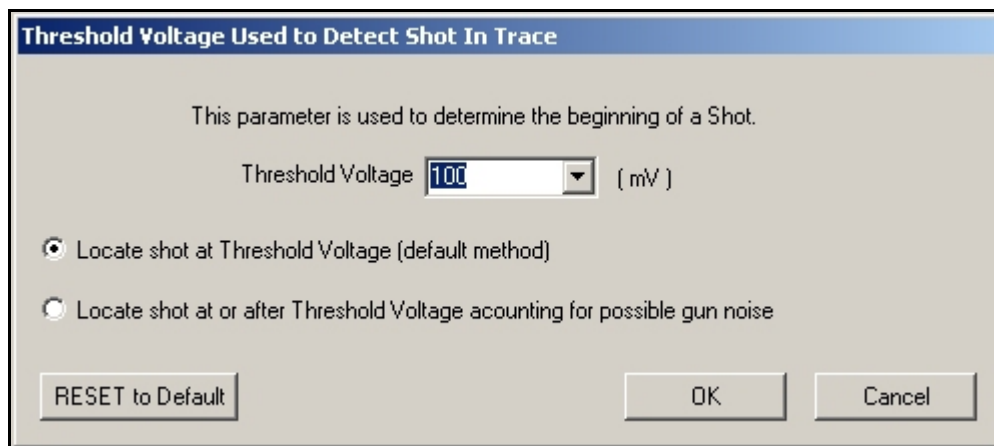 Threshold Voltage Used to Detect Shot In Trace
This parameter is used to determine the beginning of a Shot.
Threshold Voltage 100 ( mV )
Locate shot at Threshold Voltage (default method)
Locate shot at or after Threshold Voltage acounting for possible gun noise
RESET to Default OK Cancel